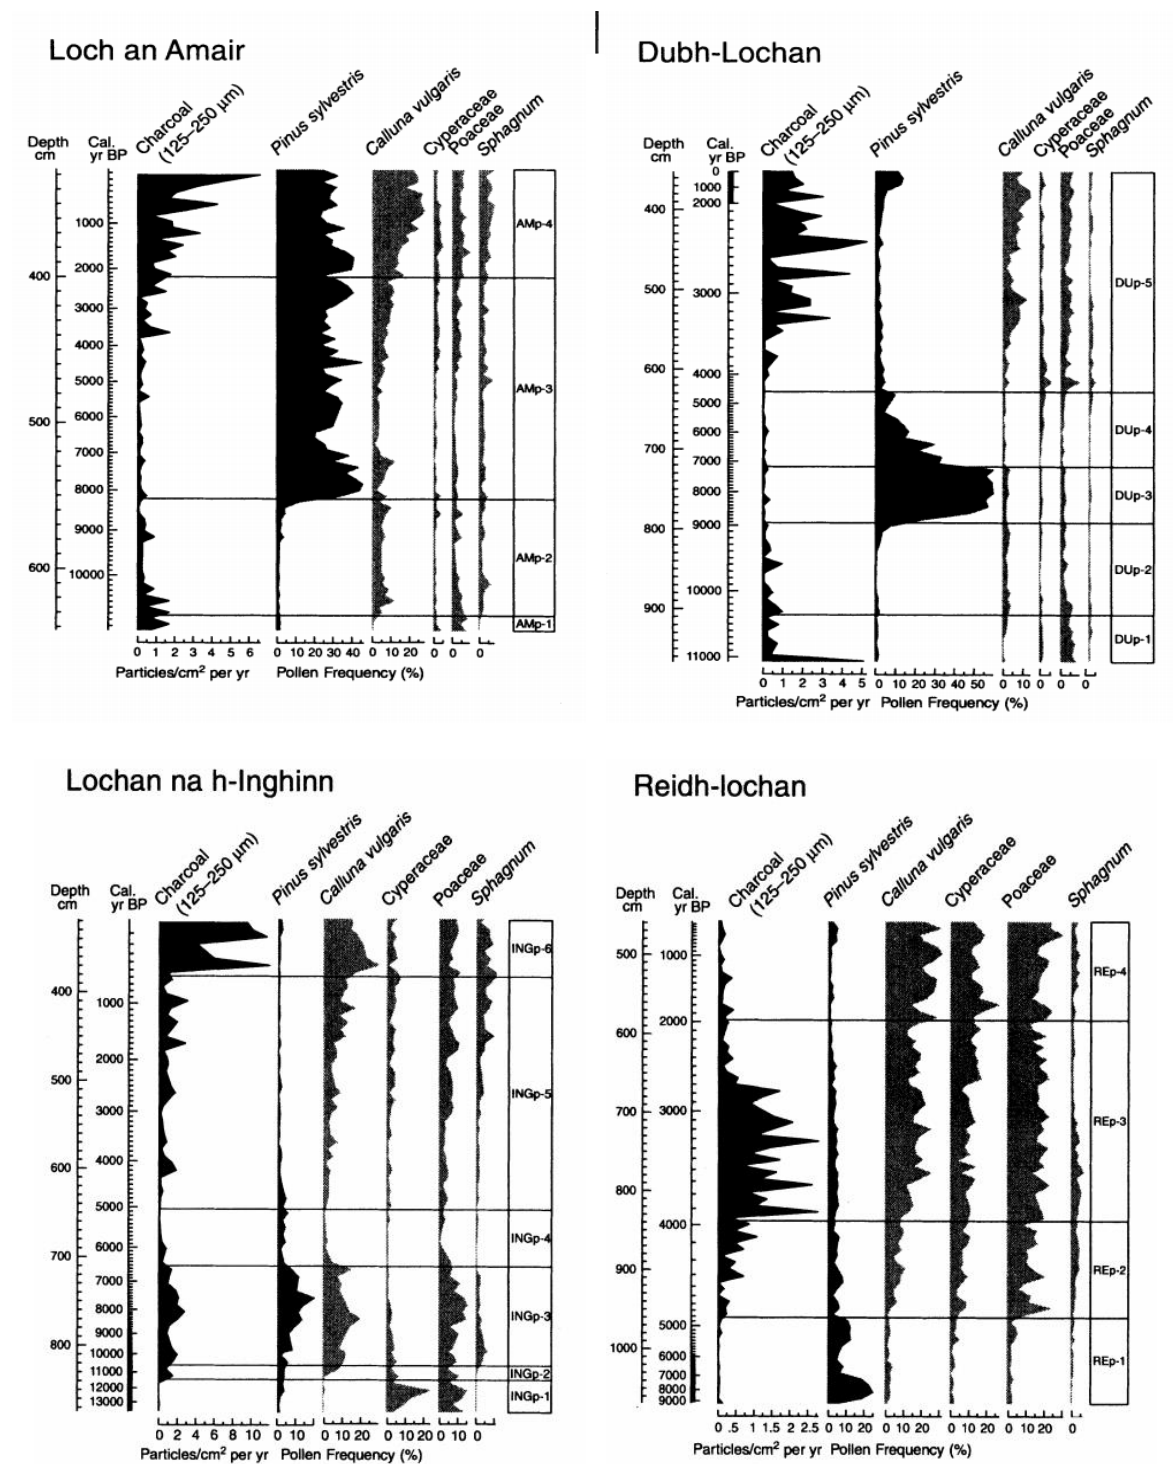 Loch an Amair
Depth cm
Cal. yr BP
Charcoal (125–250 µm)
Pinus sylvestris
Calluna vulgaris
Cyperaceae
Poaceae
Sphagnum
400
500
600
1000
2000
3000
4000
5000
6000
7000
8000
9000
10000
AMp-4
AMp-3
AMp-2
AMp-1
0 1 2 3 4 5 6
0 10 20 30 40
0 10 20
0
0
0
Particles/cm² per yr
Pollen Frequency (%)
Dubh-Lochan
Depth cm
Cal. yr BP
Charcoal (125–250 µm)
Pinus sylvestris
Calluna vulgaris
Cyperaceae
Poaceae
Sphagnum
400
500
600
700
800
900
0
1000
2000
3000
4000
5000
6000
7000
8000
9000
10000
11000
DUp-5
DUp-4
DUp-3
DUp-2
DUp-1
0 1 2 3 4 5
0 10 20 30 40 50
0 10
0
0
0
Particles/cm² per yr
Pollen Frequency (%)
Lochan na h-Inghinn
Depth cm
Cal. yr BP
Charcoal (125–250 µm)
Pinus sylvestris
Calluna vulgaris
Cyperaceae
Poaceae
Sphagnum
400
500
600
700
800
1000
2000
3000
4000
5000
6000
7000
8000
9000
10000
11000
12000
13000
INGp-6
INGp-5
INGp-4
INGp-3
INGp-2
INGp-1
0 2 4 6 8 10
0 10
0 10 20
0 10 20
0 10
0
Particles/cm² per yr
Pollen Frequency (%)
Reidh-lochan
Depth cm
Cal. yr BP
Charcoal (125–250 µm)
Pinus sylvestris
Calluna vulgaris
Cyperaceae
Poaceae
Sphagnum
500
600
700
800
900
1000
1000
2000
3000
4000
5000
6000
7000
8000
9000
REp-4
REp-3
REp-2
REp-1
0 .5 1 1.5 2 2.5
0 10 20
0 10 20
0 10 20
0 10 20
0
Particles/cm² per yr
Pollen Frequency (%)